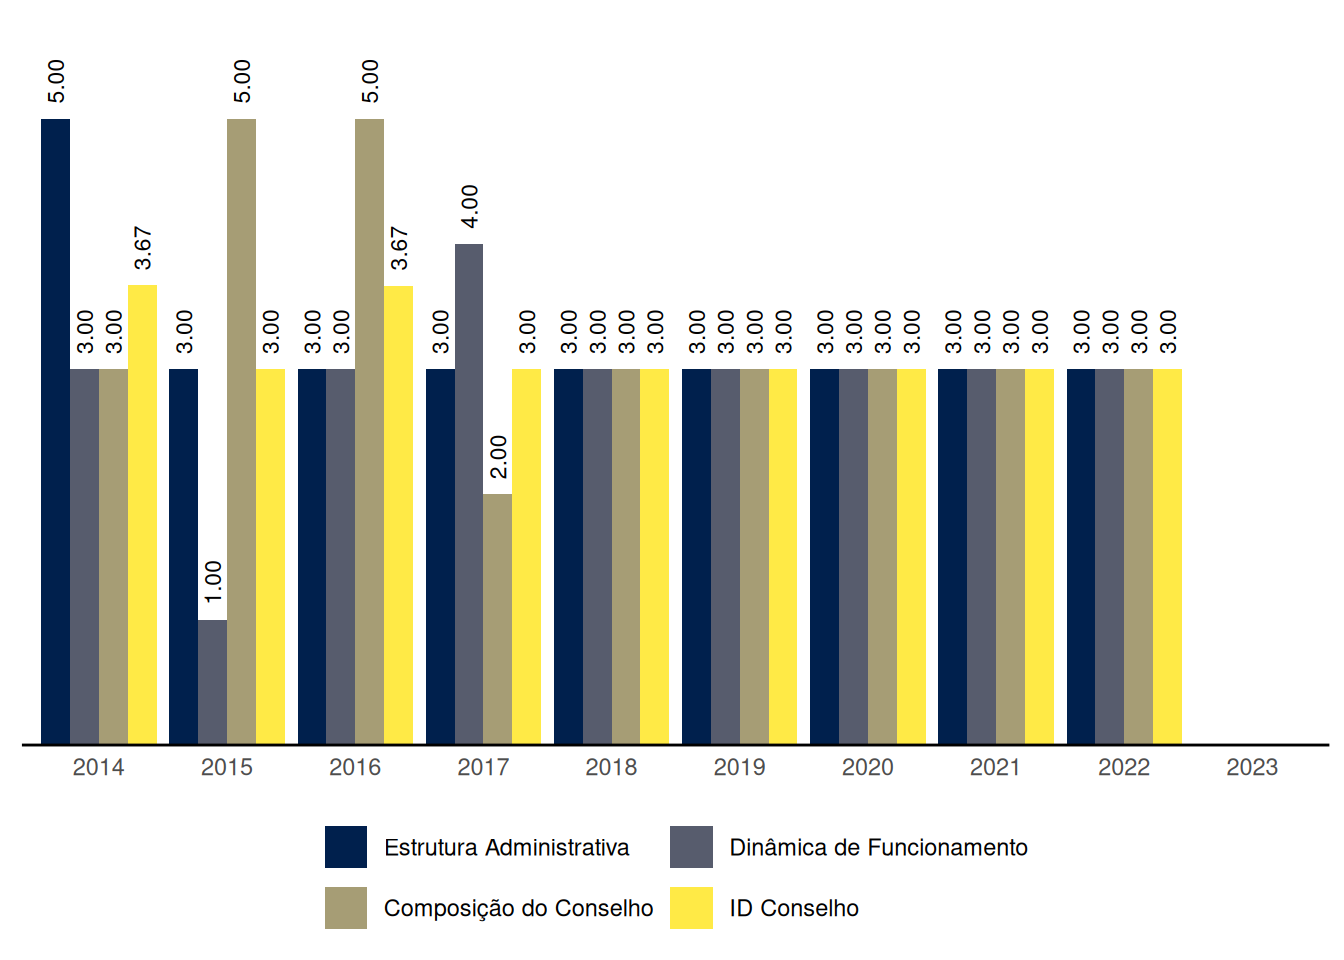 5.00 3.00 3.00 3.67 3.00 1.00 5.00 3.00 3.00 3.00 5.00 3.67 3.00 4.00 2.00 3.00 3.00 3.00 3.00 3.00 3.00 3.00 3.00 3.00 3.00 3.00 3.00 3.00 3.00 3.00 3.00 3.00 3.00 3.00 3.00 3.00
2014 2015 2016 2017 2018 2019 2020 2021 2022 2023
Estrutura Administrativa Dinâmica de Funcionamento
Composição do Conselho ID Conselho